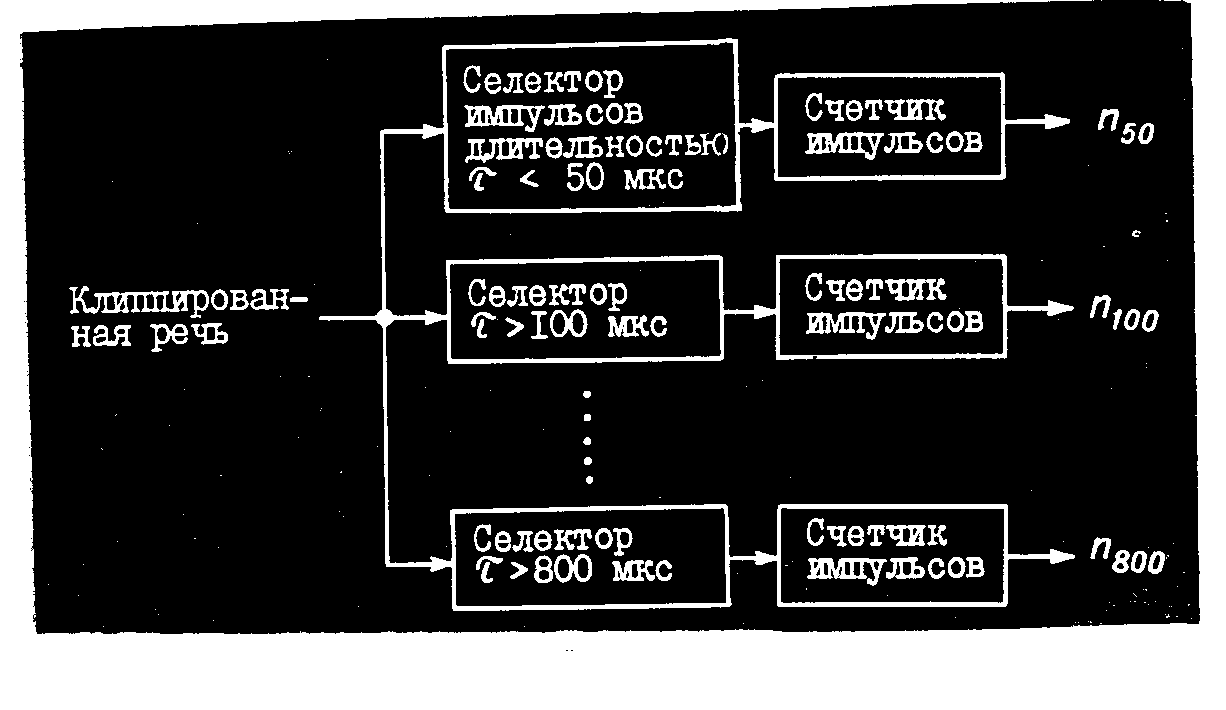 Селектор
импульсов
длительностью
τ < 50 мкс
Счетчик
импульсов
n50
Клиппирован-
ная речь
Селектор
τ > 100 мкс
Счетчик
импульсов
n100
Селектор
τ > 800 мкс
Счетчик
импульсов
n800